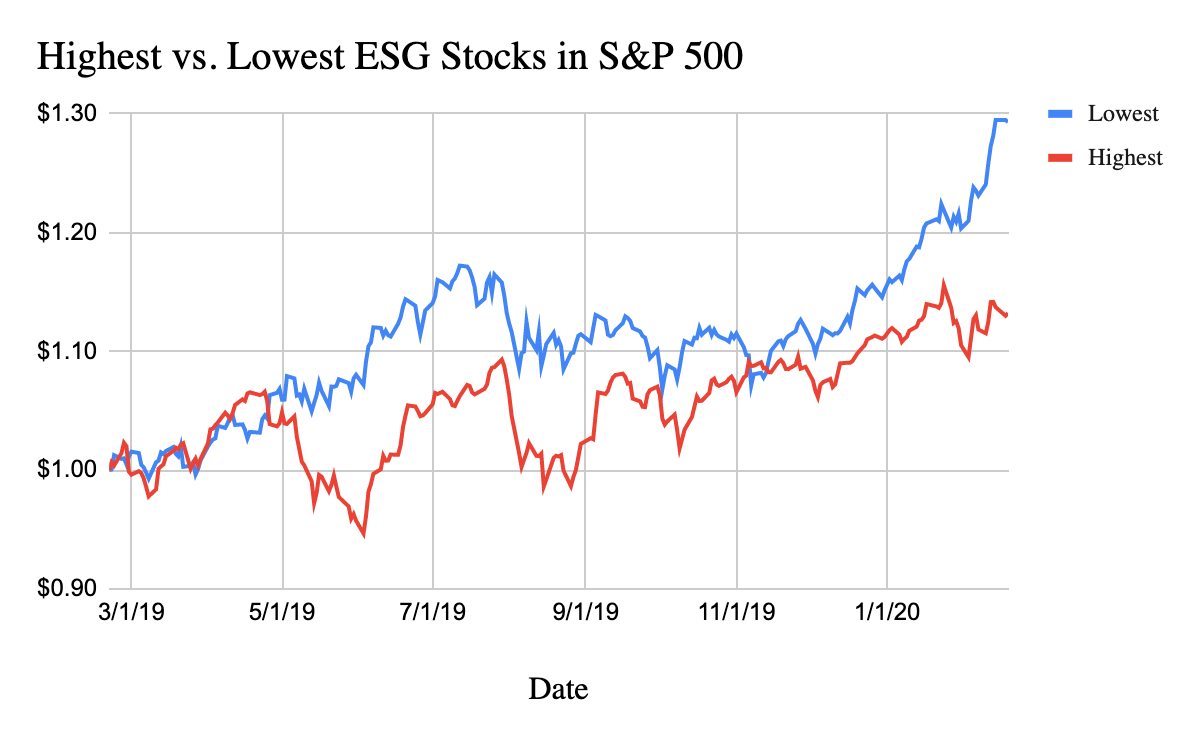 Highest vs. Lowest ESG Stocks in S&P 500
$1.30
$1.20
$1.10
$1.00
$0.90
Lowest
Highest
3/1/19 5/1/19 7/1/19 9/1/19 11/1/19 1/1/20
Date